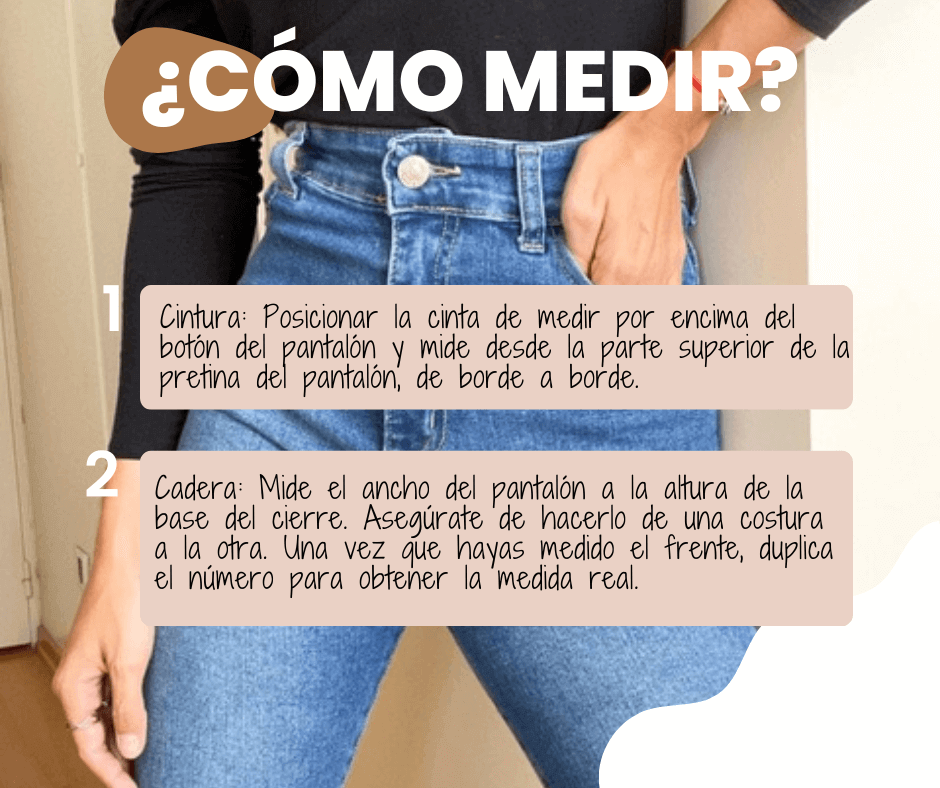 ¿CÓMO MEDIR?
1
Cintura: Posicionar la cinta de medir por encima del
botón del pantalón y mide desde la parte superior de la
pretina del pantalón, de borde a borde.
2
Cadera: Mide el ancho del pantalón a la altura de la
base del cierre. Asegúrate de hacerlo de una costura
a la otra. Una vez que hayas medido el frente, duplica
el número para obtener la medida real.